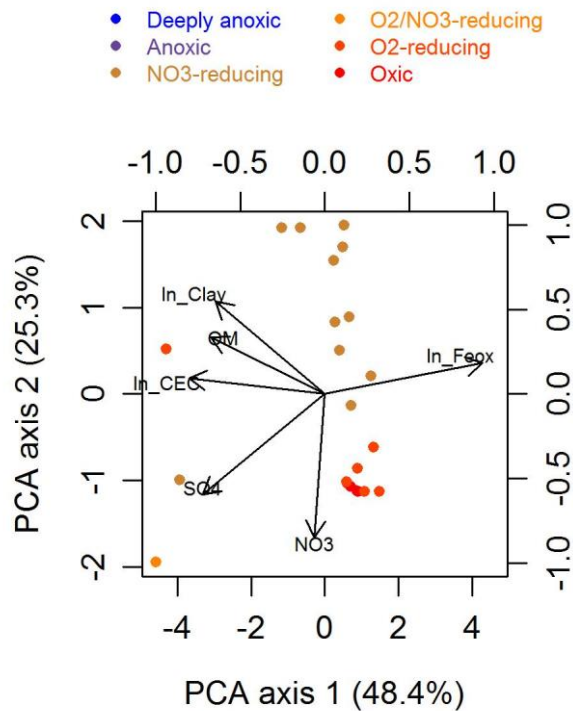 Deeply anoxic
Anoxic
NO3-reducing
O2/NO3-reducing
O2-reducing
Oxic
-1.0 -0.5 0.0 0.5 1.0
2
1
0
-1
-2
PCA axis 2 (25.3%)
ln_Clay
OM
ln_CEC
SO4
NO3
ln_Feox
1.0
0.5
0.0
-0.5
-1.0
-4 -2 0 2 4
PCA axis 1 (48.4%)